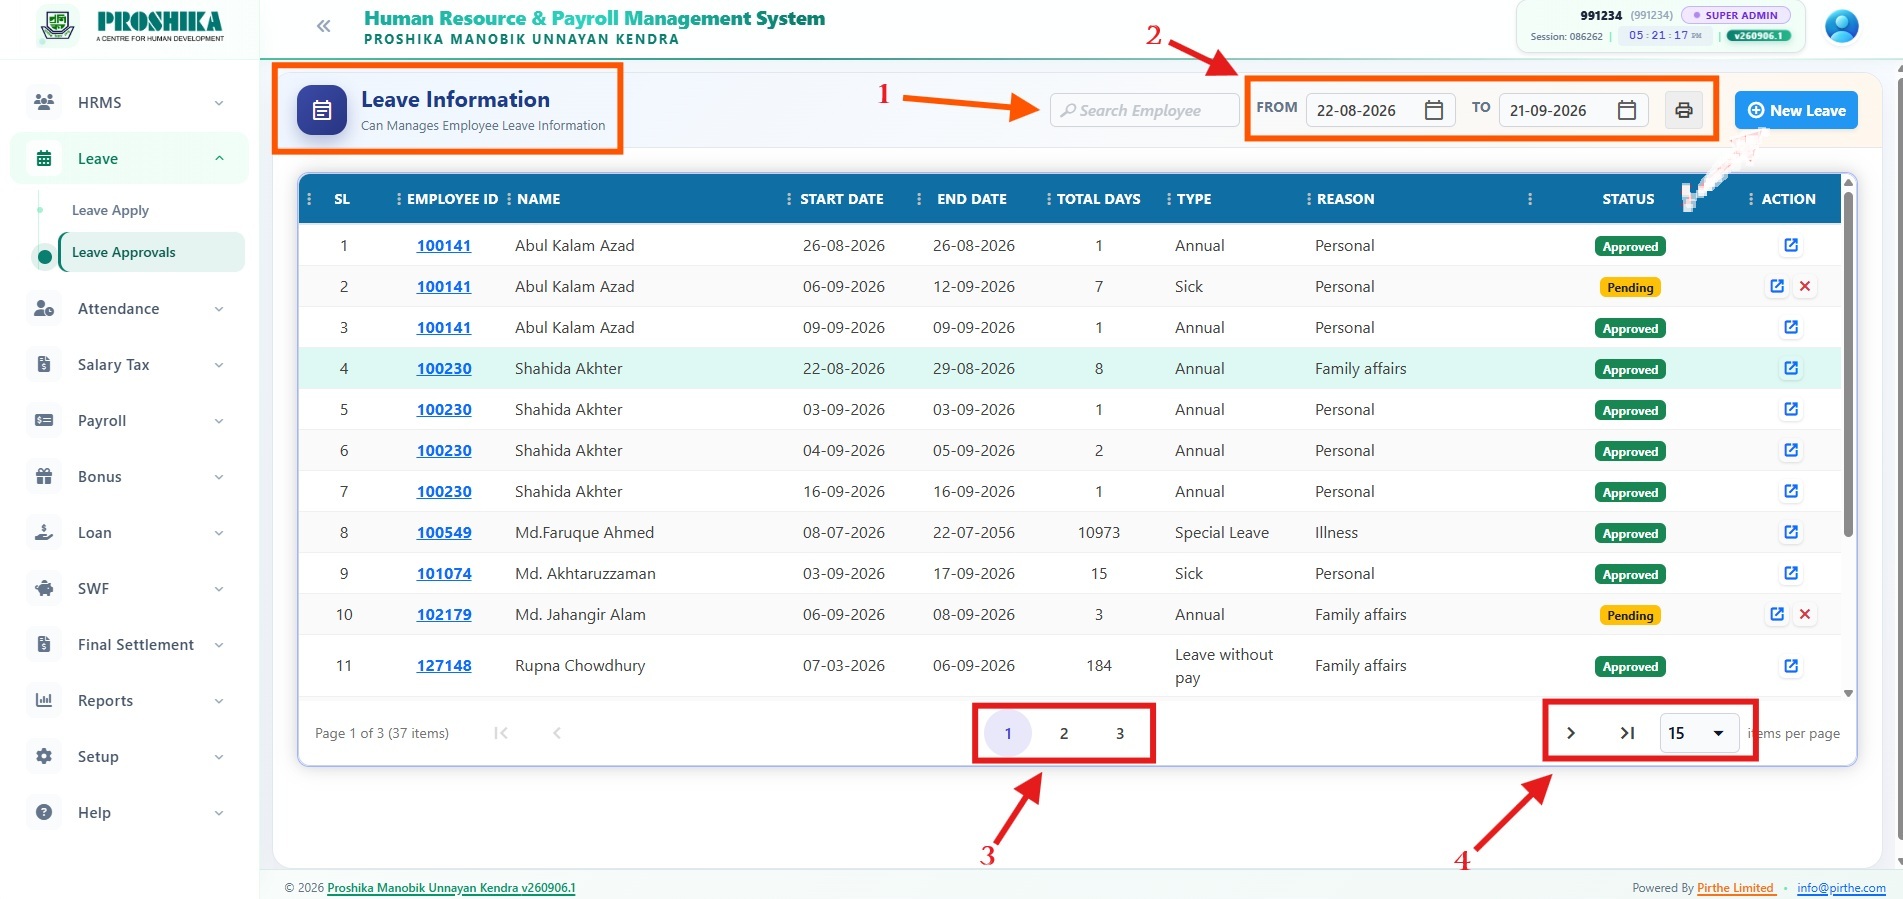 PROSHIKA
A CENTRE FOR HUMAN DEVELOPMENT
Human Resource & Payroll Management System
PROSHIKA MANOBIK UNNAYAN KENDRA
991234 (991234) SUPER ADMIN
Session: 086262 | 05:21:17 PM | v260906.1
HRMS
Leave
Leave Apply
Leave Approvals
Attendance
Salary Tax
Payroll
Bonus
Loan
SWF
Final Settlement
Reports
Setup
Help
Leave Information
Can Manages Employee Leave Information
1
2
Search Employee
FROM 22-08-2026 TO 21-09-2026
New Leave
SL EMPLOYEE ID NAME START DATE END DATE TOTAL DAYS TYPE REASON STATUS ACTION
1 100141 Abul Kalam Azad 26-08-2026 26-08-2026 1 Annual Personal Approved
2 100141 Abul Kalam Azad 06-09-2026 12-09-2026 7 Sick Personal Pending
3 100141 Abul Kalam Azad 09-09-2026 09-09-2026 1 Annual Personal Approved
4 100230 Shahida Akhter 22-08-2026 29-08-2026 8 Annual Family affairs Approved
5 100230 Shahida Akhter 03-09-2026 03-09-2026 1 Annual Personal Approved
6 100230 Shahida Akhter 04-09-2026 05-09-2026 2 Annual Personal Approved
7 100230 Shahida Akhter 16-09-2026 16-09-2026 1 Annual Personal Approved
8 100549 Md.Faruque Ahmed 08-07-2026 22-07-2056 10973 Special Leave Illness Approved
9 101074 Md. Akhtaruzzaman 03-09-2026 17-09-2026 15 Sick Personal Approved
10 102179 Md. Jahangir Alam 06-09-2026 08-09-2026 3 Annual Family affairs Pending
11 127148 Rupna Chowdhury 07-03-2026 06-09-2026 184 Leave without pay Family affairs Approved
Page 1 of 3 (37 items) 1 2 3 15 items per page
3
4
© 2026 Proshika Manobik Unnayan Kendra v260906.1
Powered By Pirthe Limited • info@pirthe.com